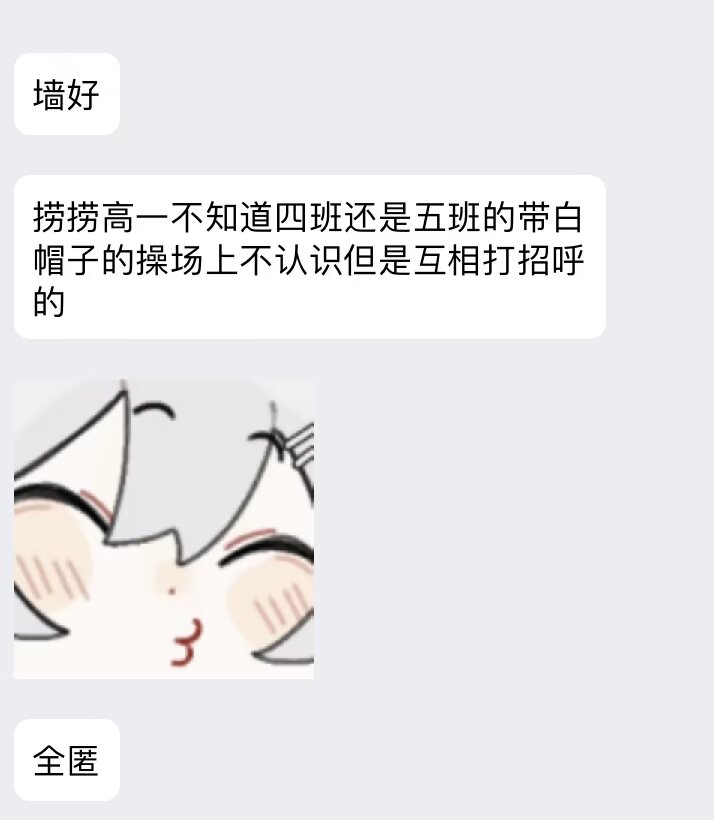 墙好
捞捞高一不知道四班还是五班的带白
帽子的操场上不认识但是互相打招呼
的
全匿